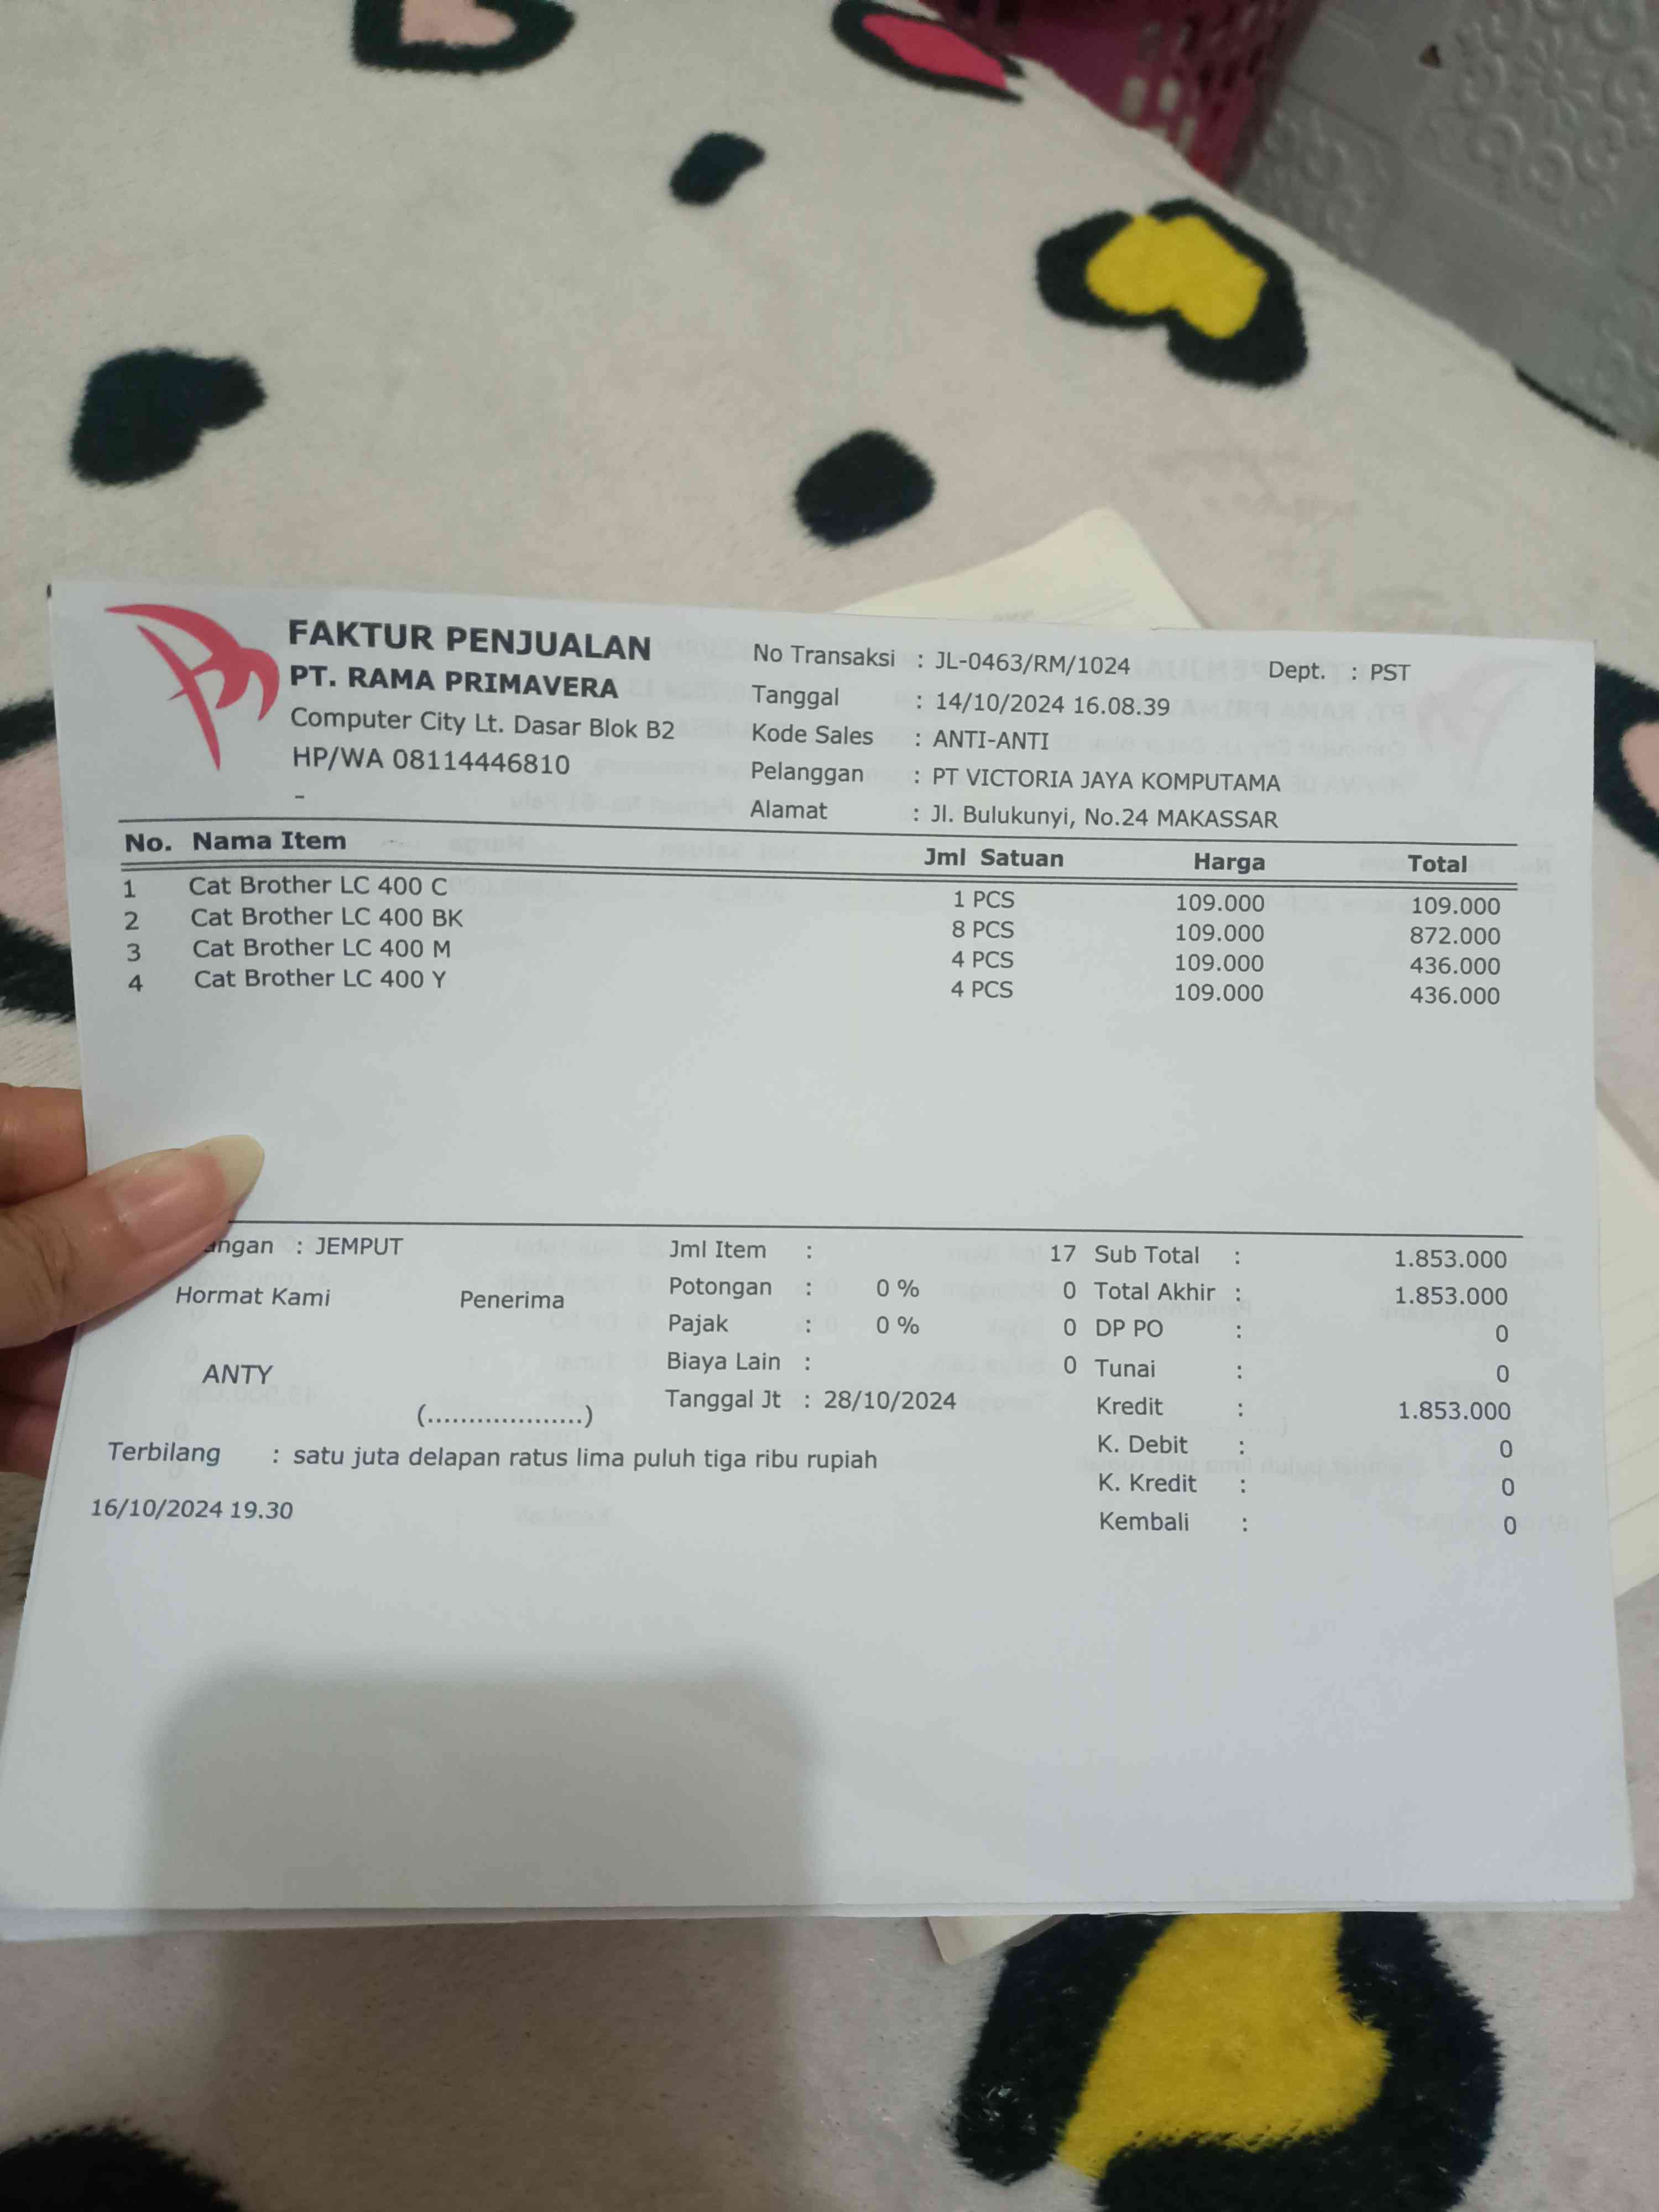 FAKTUR PENJUALAN
PT. RAMA PRIMAVERA
Computer City Lt. Dasar Blok B2
HP/WA 08114446810
-
No Transaksi : JL-0463/RM/1024 Dept. : PST
Tanggal : 14/10/2024 16.08.39
Kode Sales : ANTI-ANTI
Pelanggan : PT VICTORIA JAYA KOMPUTAMA
Alamat : Jl. Bulukunyi, No.24 MAKASSAR
No. Nama Item Jml Satuan Harga Total
1 Cat Brother LC 400 C 1 PCS 109.000 109.000
2 Cat Brother LC 400 BK 8 PCS 109.000 872.000
3 Cat Brother LC 400 M 4 PCS 109.000 436.000
4 Cat Brother LC 400 Y 4 PCS 109.000 436.000
angan : JEMPUT
Hormat Kami Penerima
ANTY
(...................)
Jml Item : 17
Potongan : 0 % 0
Pajak : 0 % 0
Biaya Lain : 0
Tanggal Jt : 28/10/2024
Sub Total : 1.853.000
Total Akhir : 1.853.000
DP PO : 0
Tunai : 0
Kredit : 1.853.000
K. Debit : 0
K. Kredit : 0
Kembali : 0
Terbilang : satu juta delapan ratus lima puluh tiga ribu rupiah
16/10/2024 19.30